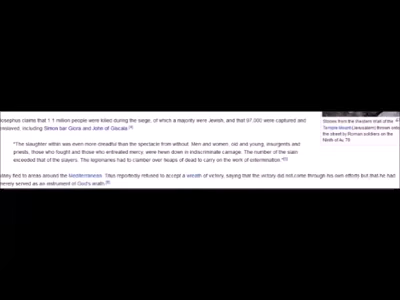 Josephus claims that 1.1 million people were killed during the siege, of which a majority were Jewish, and that 97,000 were captured and
enslaved, including Simon bar Giora and John of Giscala.
"The slaughter within was even more dreadful than the spectacle from without. Men and women, old and young, insurgents and
priests, those who fought and those who entreated mercy, were hewn down in indiscriminate carnage. The number of the slain
exceeded that of the slayers. The legionaries had to clamber over heaps of dead to carry on the work of extermination."
fled to areas around the Mediterranean. Titus reportedly refused to accept a wreath of victory, saying that the victory did not come through his own efforts but that he had
merely served as an instrument of God's wrath.
Stones from the Western Wall of the
Temple Mount (Jerusalem) thrown onto
the street by Roman soldiers on the
Ninth of Av, 70